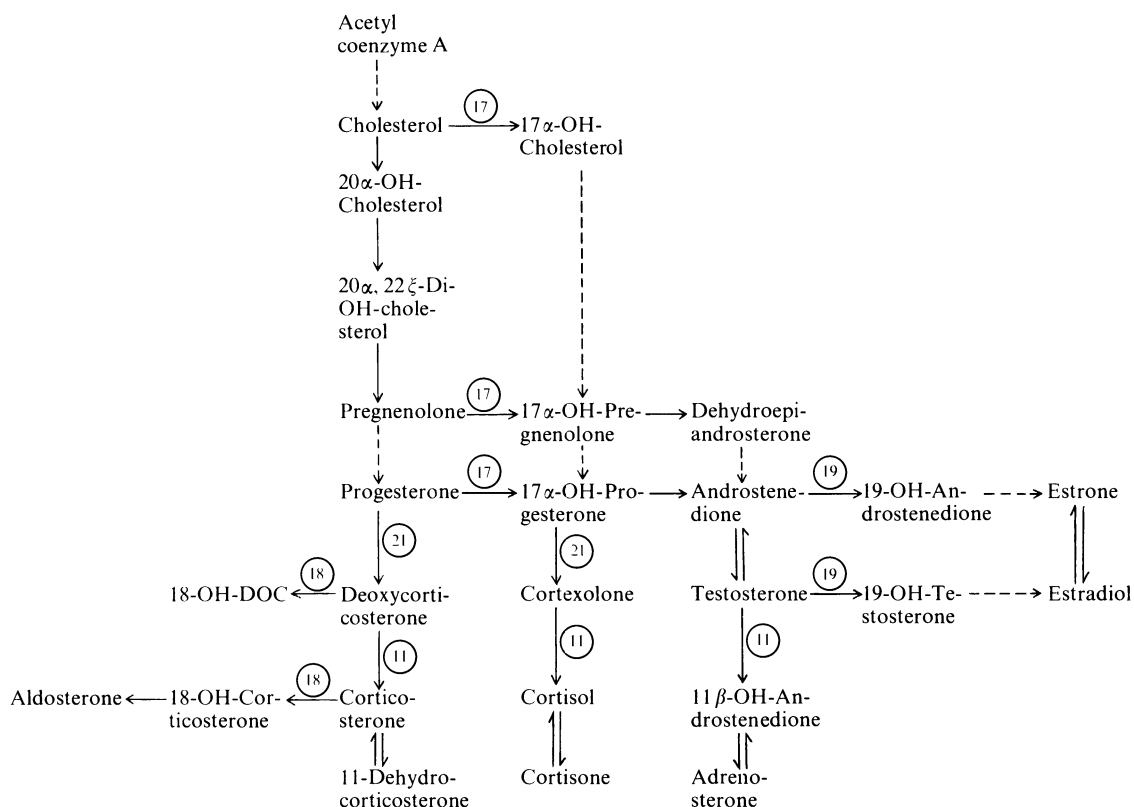 Acetyl
coenzyme A
17
Cholesterol
17α-OH-
Cholesterol
20α-OH-
Cholesterol
20α, 22ξ-Di-
OH-chole-
sterol
17
Pregnenolone
17α-OH-Pre-
gnenolone
Dehydroepi-
androsterone
17
19
Progesterone
17α-OH-Pro-
gesterone
Androstene-
dione
19-OH-An-
drostenedione
Estrone
21
21
18
19
18-OH-DOC
Deoxycorti-
costerone
Cortexolone
Testosterone
19-OH-Te-
stosterone
Estradiol
11
11
11
18
Aldosterone
18-OH-Cor-
ticosterone
Cortico-
sterone
Cortisol
11β-OH-An-
drostenedione
11-Dehydro-
corticosterone
Cortisone
Adreno-
sterone